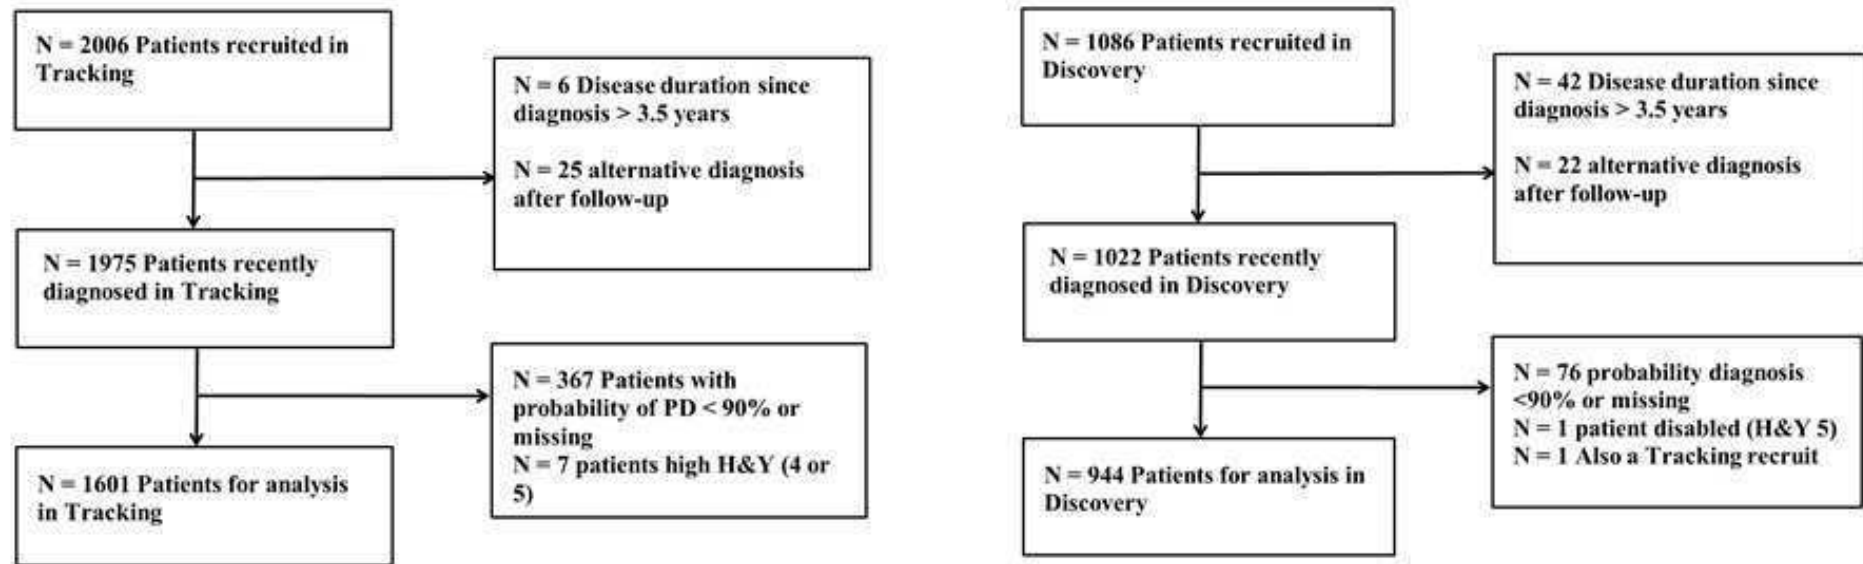 N = 2006 Patients recruited in
Tracking
N = 6 Disease duration since
diagnosis > 3.5 years
N = 25 alternative diagnosis
after follow-up
N = 1975 Patients recently
diagnosed in Tracking
N = 367 Patients with
probability of PD < 90% or
missing
N = 7 patients high H&Y (4 or
5)
N = 1601 Patients for analysis
in Tracking
N = 1086 Patients recruited in
Discovery
N = 42 Disease duration since
diagnosis > 3.5 years
N = 22 alternative diagnosis
after follow-up
N = 1022 Patients recently
diagnosed in Discovery
N = 76 probability diagnosis
<90% or missing
N = 1 patient disabled (H&Y 5)
N = 1 Also a Tracking recruit
N = 944 Patients for analysis in
Discovery